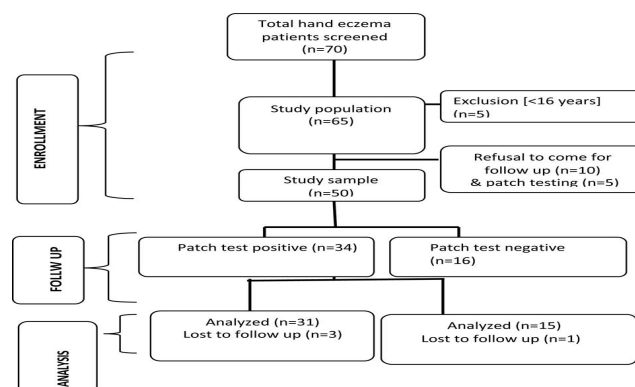 Total hand eczema
patients screened
(n=70)
ENROLLMENT
Study population
(n=65)
Exclusion [<16 years]
(n=5)
Refusal to come for
follow up (n=10)
& patch testing (n=5)
Study sample
(n=50)
FOLLW UP
Patch test positive (n=34)
Patch test negative
(n=16)
ANALYSIS
Analyzed (n=31)
Lost to follow up (n=3)
Analyzed (n=15)
Lost to follow up (n=1)